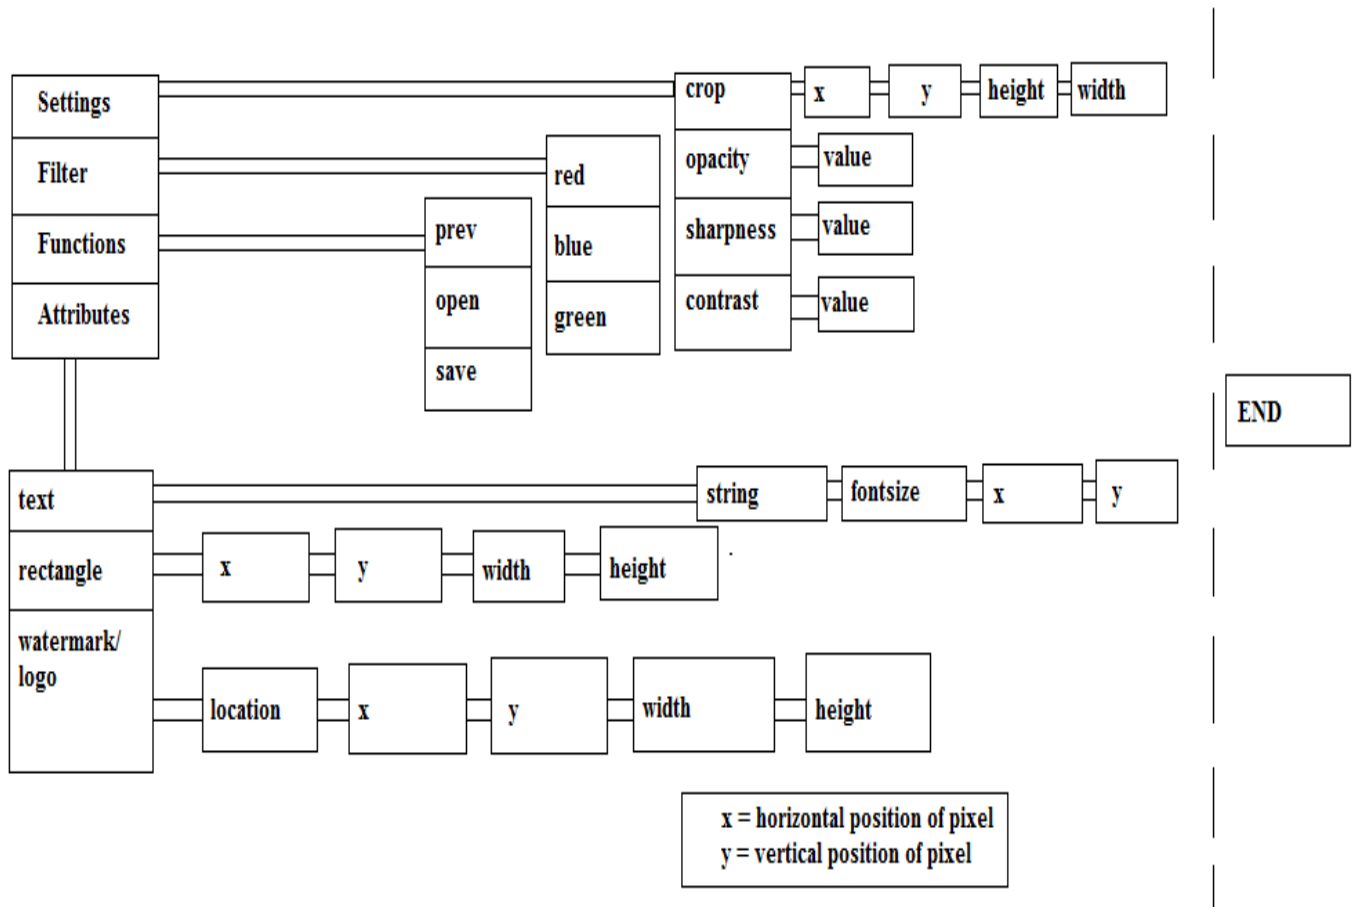 Settings
Filter
Functions
Attributes
prev
open
save
red
blue
green
crop
x
y
height
width
opacity
value
sharpness
value
contrast
value
END
text
string
fontsize
x
y
rectangle
x
y
width
height
watermark/
logo
location
x
y
width
height
x = horizontal position of pixel
y = vertical position of pixel